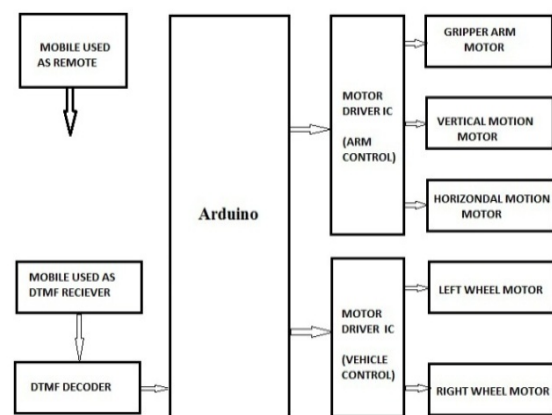 MOBILE USED
AS REMOTE
MOBILE USED AS
DTMF RECIEVER
DTMF DECODER
Arduino
MOTOR
DRIVER IC
(ARM
CONTROL)
MOTOR
DRIVER IC
(VEHICLE
CONTROL)
GRIPPER ARM
MOTOR
VERTICAL MOTION
MOTOR
HORIZONDAL MOTION
MOTOR
LEFT WHEEL MOTOR
RIGHT WHEEL MOTOR